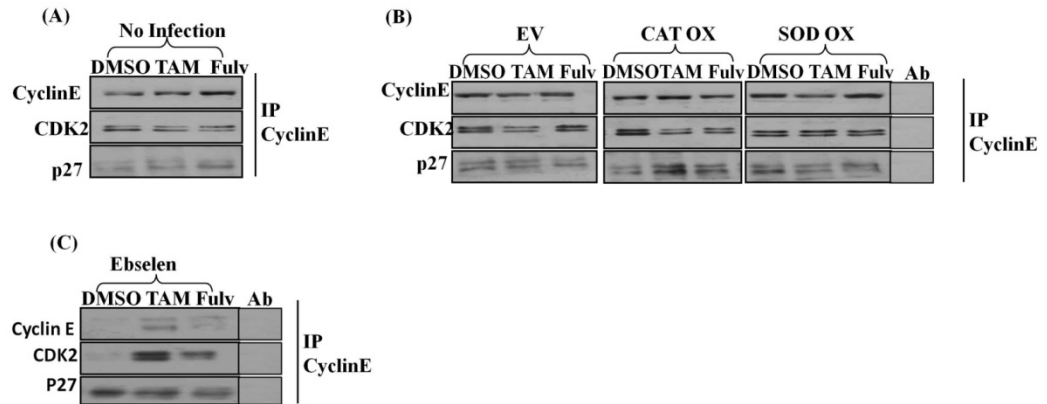 (A)
No Infection
DMSO TAM Fulv
CyclinE
CDK2
p27
IP
CyclinE
(B)
EV CAT OX SOD OX
DMSO TAM Fulv DMSO TAM Fulv DMSO TAM Fulv Ab
CyclinE
CDK2
p27
IP
CyclinE
(C)
Ebselen
DMSO TAM Fulv Ab
Cyclin E
CDK2
P27
IP
CyclinE